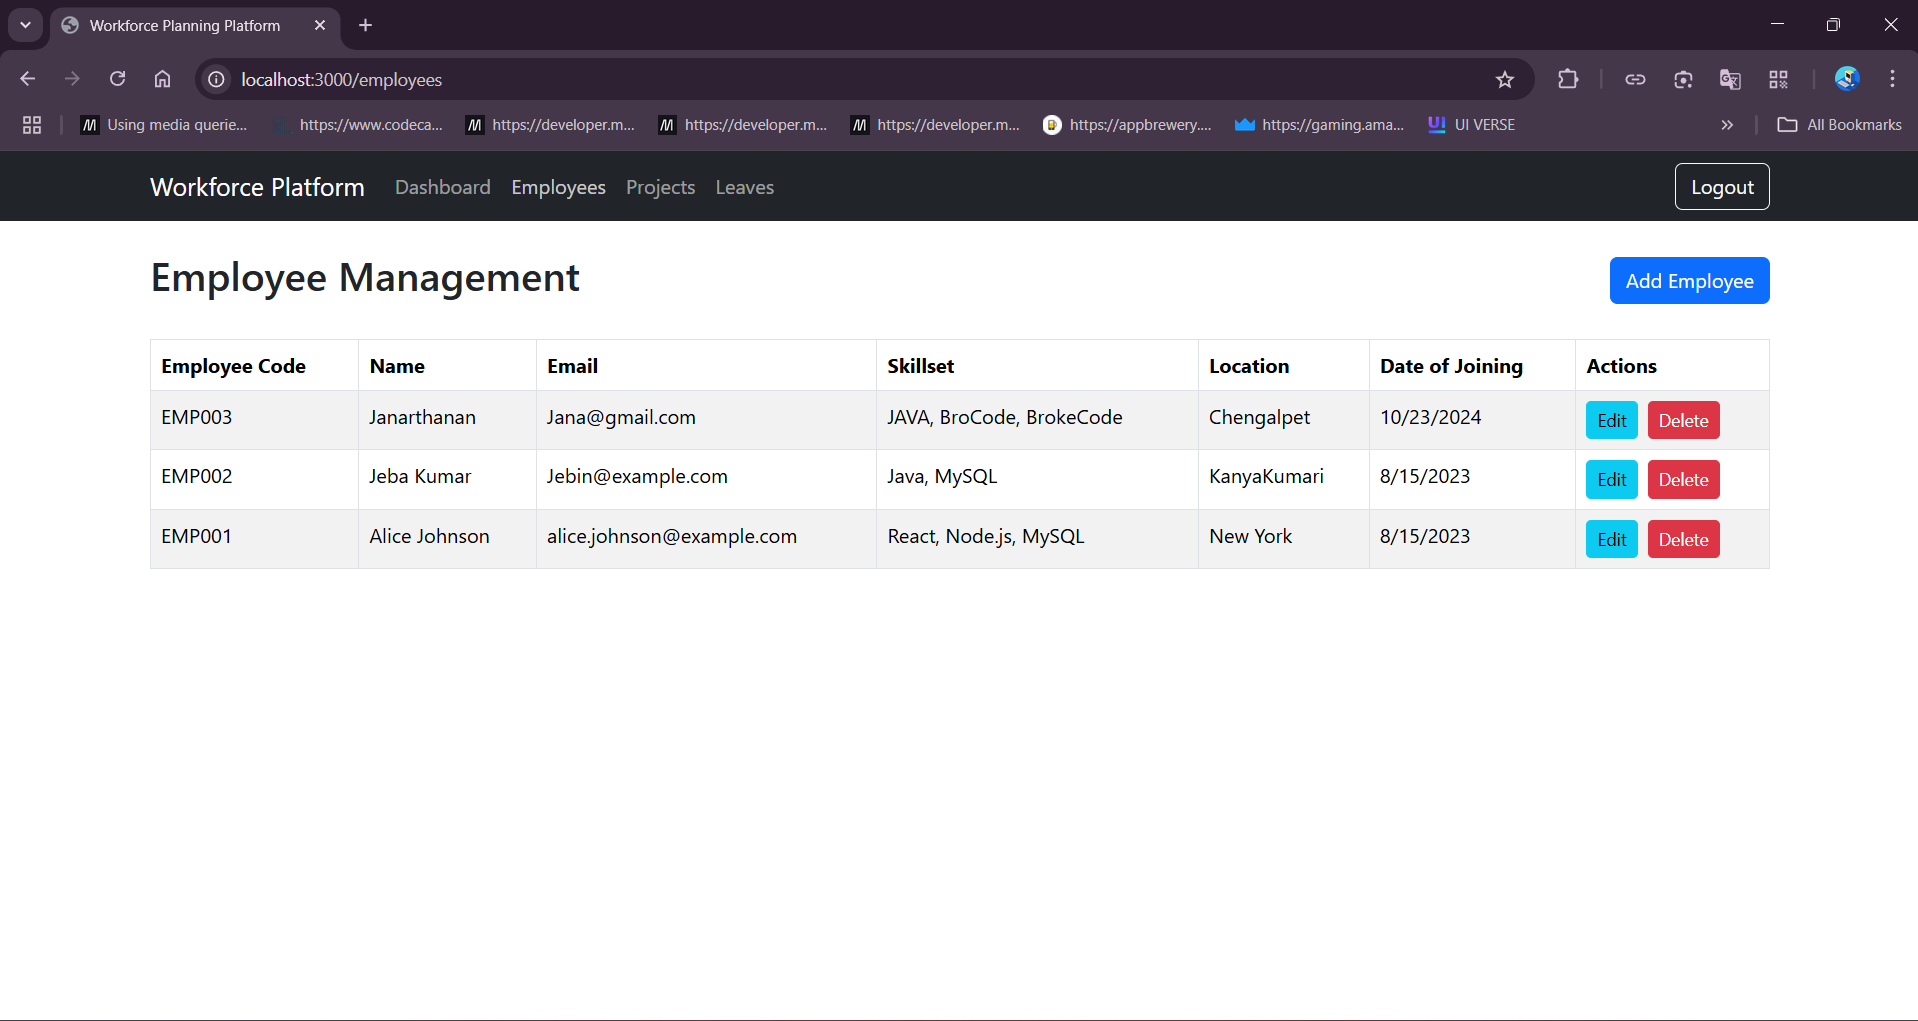 Workforce Planning Platform
localhost:3000/employees
Using media querie... https://www.codeca... https://developer.m... https://developer.m... https://developer.m... https://appbrewery.... https://gaming.ama... UI VERSE All Bookmarks
Workforce Platform Dashboard Employees Projects Leaves Logout
Employee Management Add Employee
Employee Code Name Email Skillset Location Date of Joining Actions
EMP003 Janarthanan Jana@gmail.com JAVA, BroCode, BrokeCode Chengalpet 10/23/2024 Edit Delete
EMP002 Jeba Kumar Jebin@example.com Java, MySQL KanyaKumari 8/15/2023 Edit Delete
EMP001 Alice Johnson alice.johnson@example.com React, Node.js, MySQL New York 8/15/2023 Edit Delete